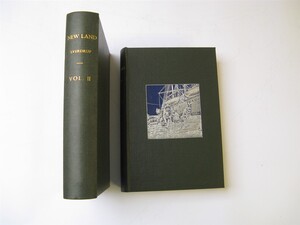 NEW LAND
SVERDRUP
VOL. II